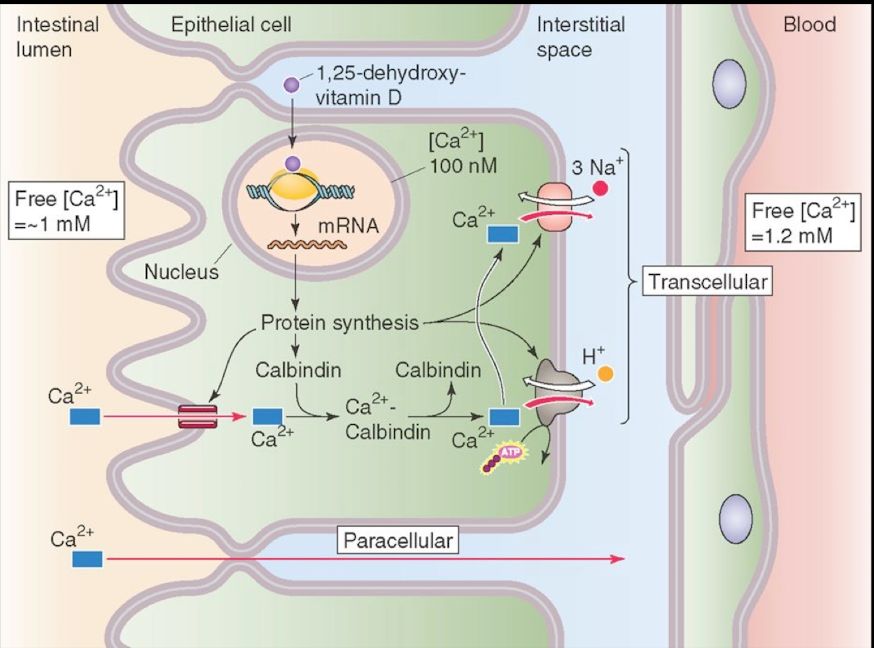 Intestinal
lumen
Epithelial cell
Interstitial
space
Blood
1,25-dehydroxy-
vitamin D
[Ca²⁺]
100 nM
3 Na⁺
Free [Ca²⁺]
=~1 mM
mRNA
Ca²⁺
Free [Ca²⁺]
=1.2 mM
Nucleus
Transcellular
Protein synthesis
H⁺
Calbindin
Calbindin
Ca²⁺
Ca²⁺
Ca²⁺-
Calbindin
Ca²⁺
ATP
Ca²⁺
Paracellular